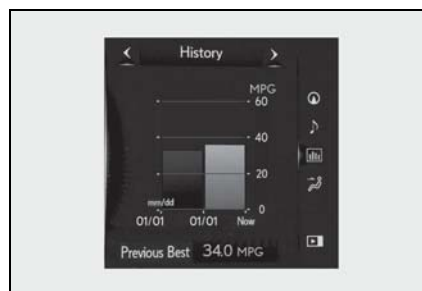 History
MPG
60
40
20
0
mm/dd
01/01 01/01 Now
Previous Best 34.0 MPG